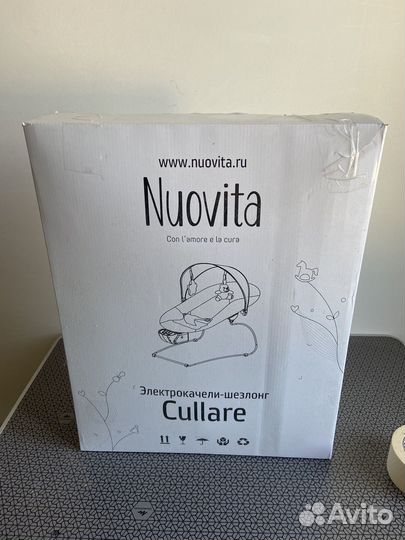 www.nuovita.ru
Nuovita
Con l'amore e la cura
Электрокачели-шезлонг
Cullare
Avito